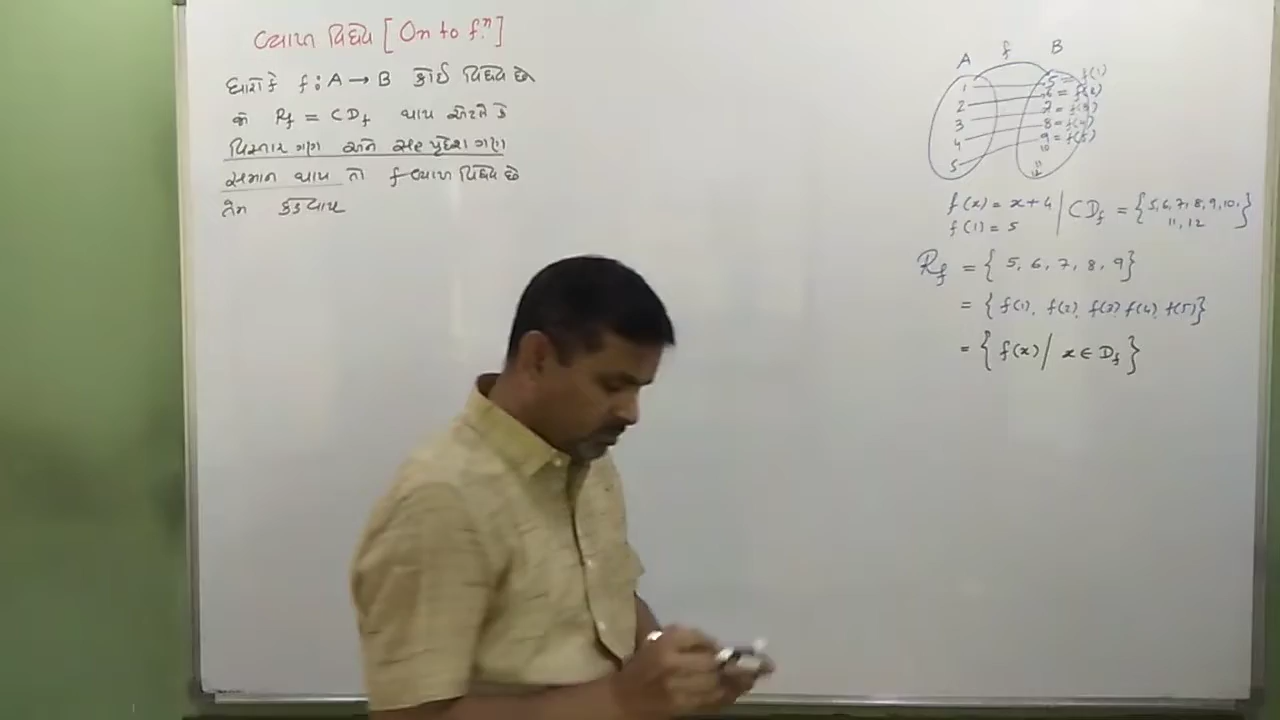 વ્યાપ્ત વિધેય [ On to fⁿ. ]
ધારો કે f : A → B કોઈ વિધેય છે
જો Rf = CDf થાય એટલે કે
વિસ્તાર ગણ અને સહ પ્રદેશ ગણ
સમાન થાય તો f વ્યાપ્ત વિધેય છે
તેમ કહેવાય
A f B
1
2
3
4
5
5 = f(1)
6 = f(2)
7 = f(3)
8 = f(4)
9 = f(5)
10
11
12
f(x) = x+4 | CDf = { 5, 6, 7, 8, 9, 10,
f(1) = 5 11, 12 }
Rf = { 5, 6, 7, 8, 9 }
= { f(1), f(2), f(3), f(4), f(5) }
= { f(x) / x ∈ Df }